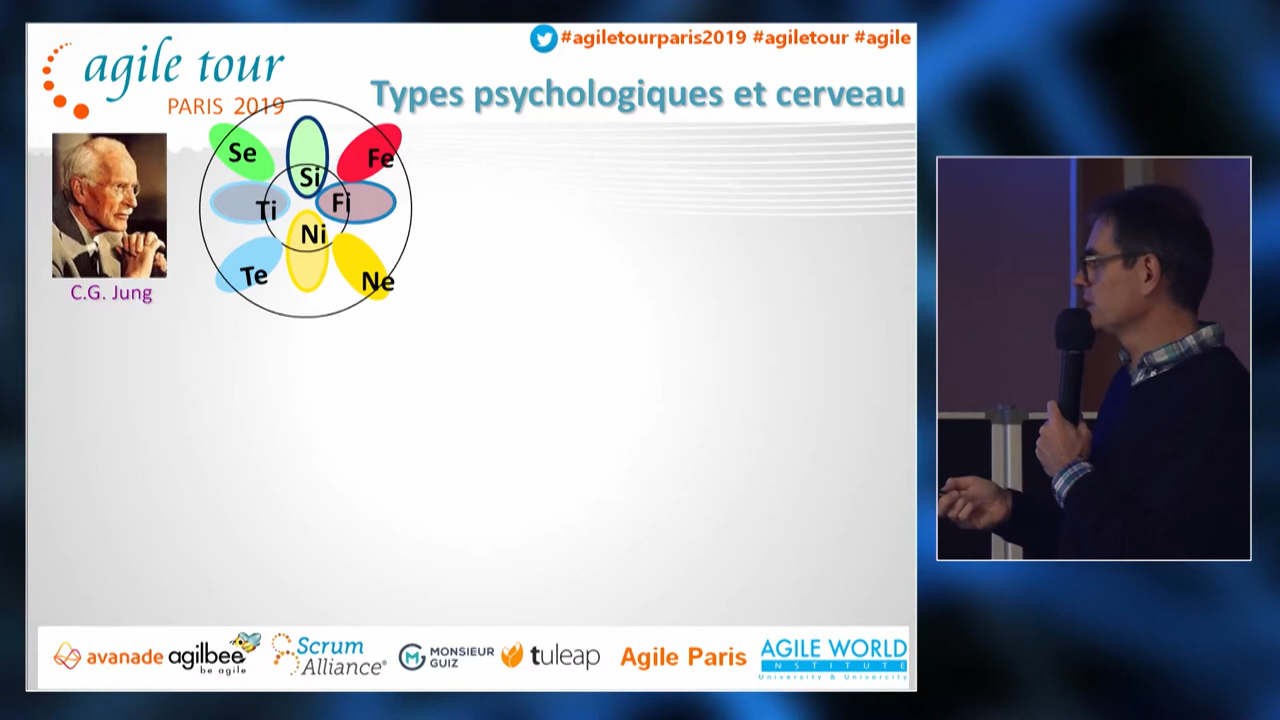 #agiletourparis2019 #agiletour #agile
agile tour
PARIS 2019
Types psychologiques et cerveau
Se
Si
Fe
Ti
Fi
Ni
Te
Ne
C.G. Jung
avanade
agilbee
be agile
Scrum
Alliance®
MONSIEUR
GUIZ
tuleap
Agile Paris
AGILE WORLD
INSTITUTE
University & Univercity